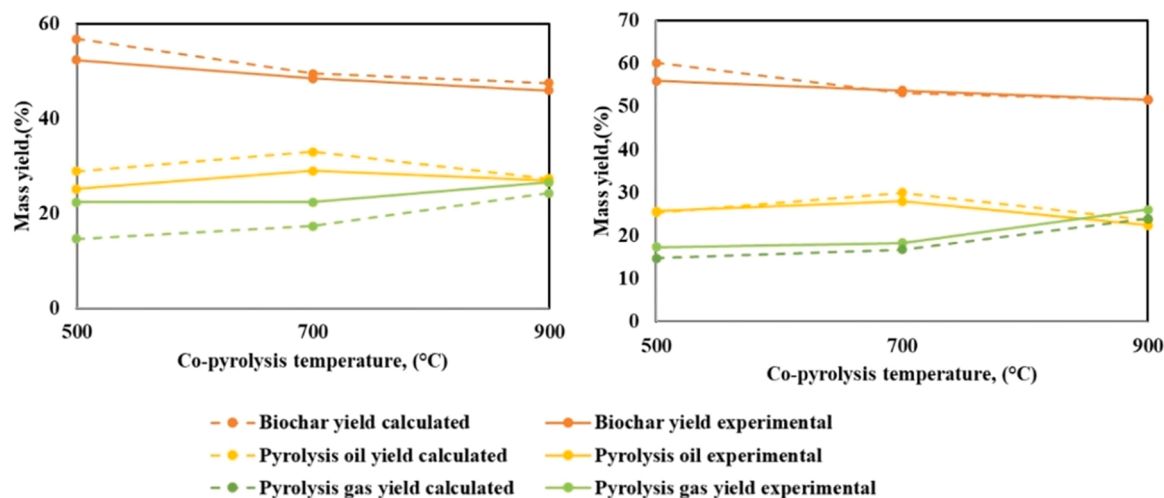 60
40
20
0
500
700
900
Mass yield,(%)
Co-pyrolysis temperature, (°C)
70
60
50
40
30
20
10
0
500
700
900
Mass yield,(%)
Co-pyrolysis temperature, (°C)
Biochar yield calculated
Biochar yield experimental
Pyrolysis oil yield calculated
Pyrolysis oil experimental
Pyrolysis gas yield calculated
Pyrolysis gas yield experimental